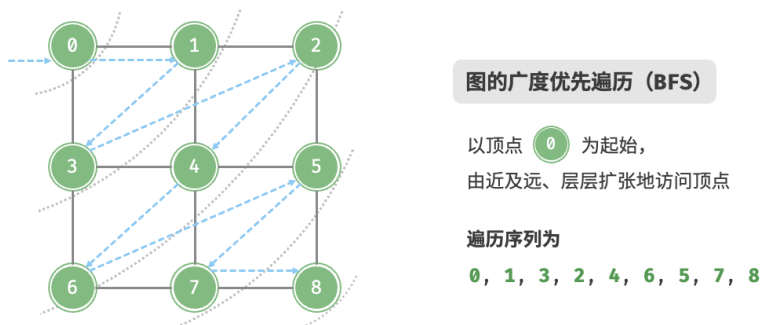 0 1 2
3 4 5
6 7 8
图的广度优先遍历（BFS）
以顶点 0 为起始，
由近及远、层层扩张地访问顶点
遍历序列为
0, 1, 3, 2, 4, 6, 5, 7, 8